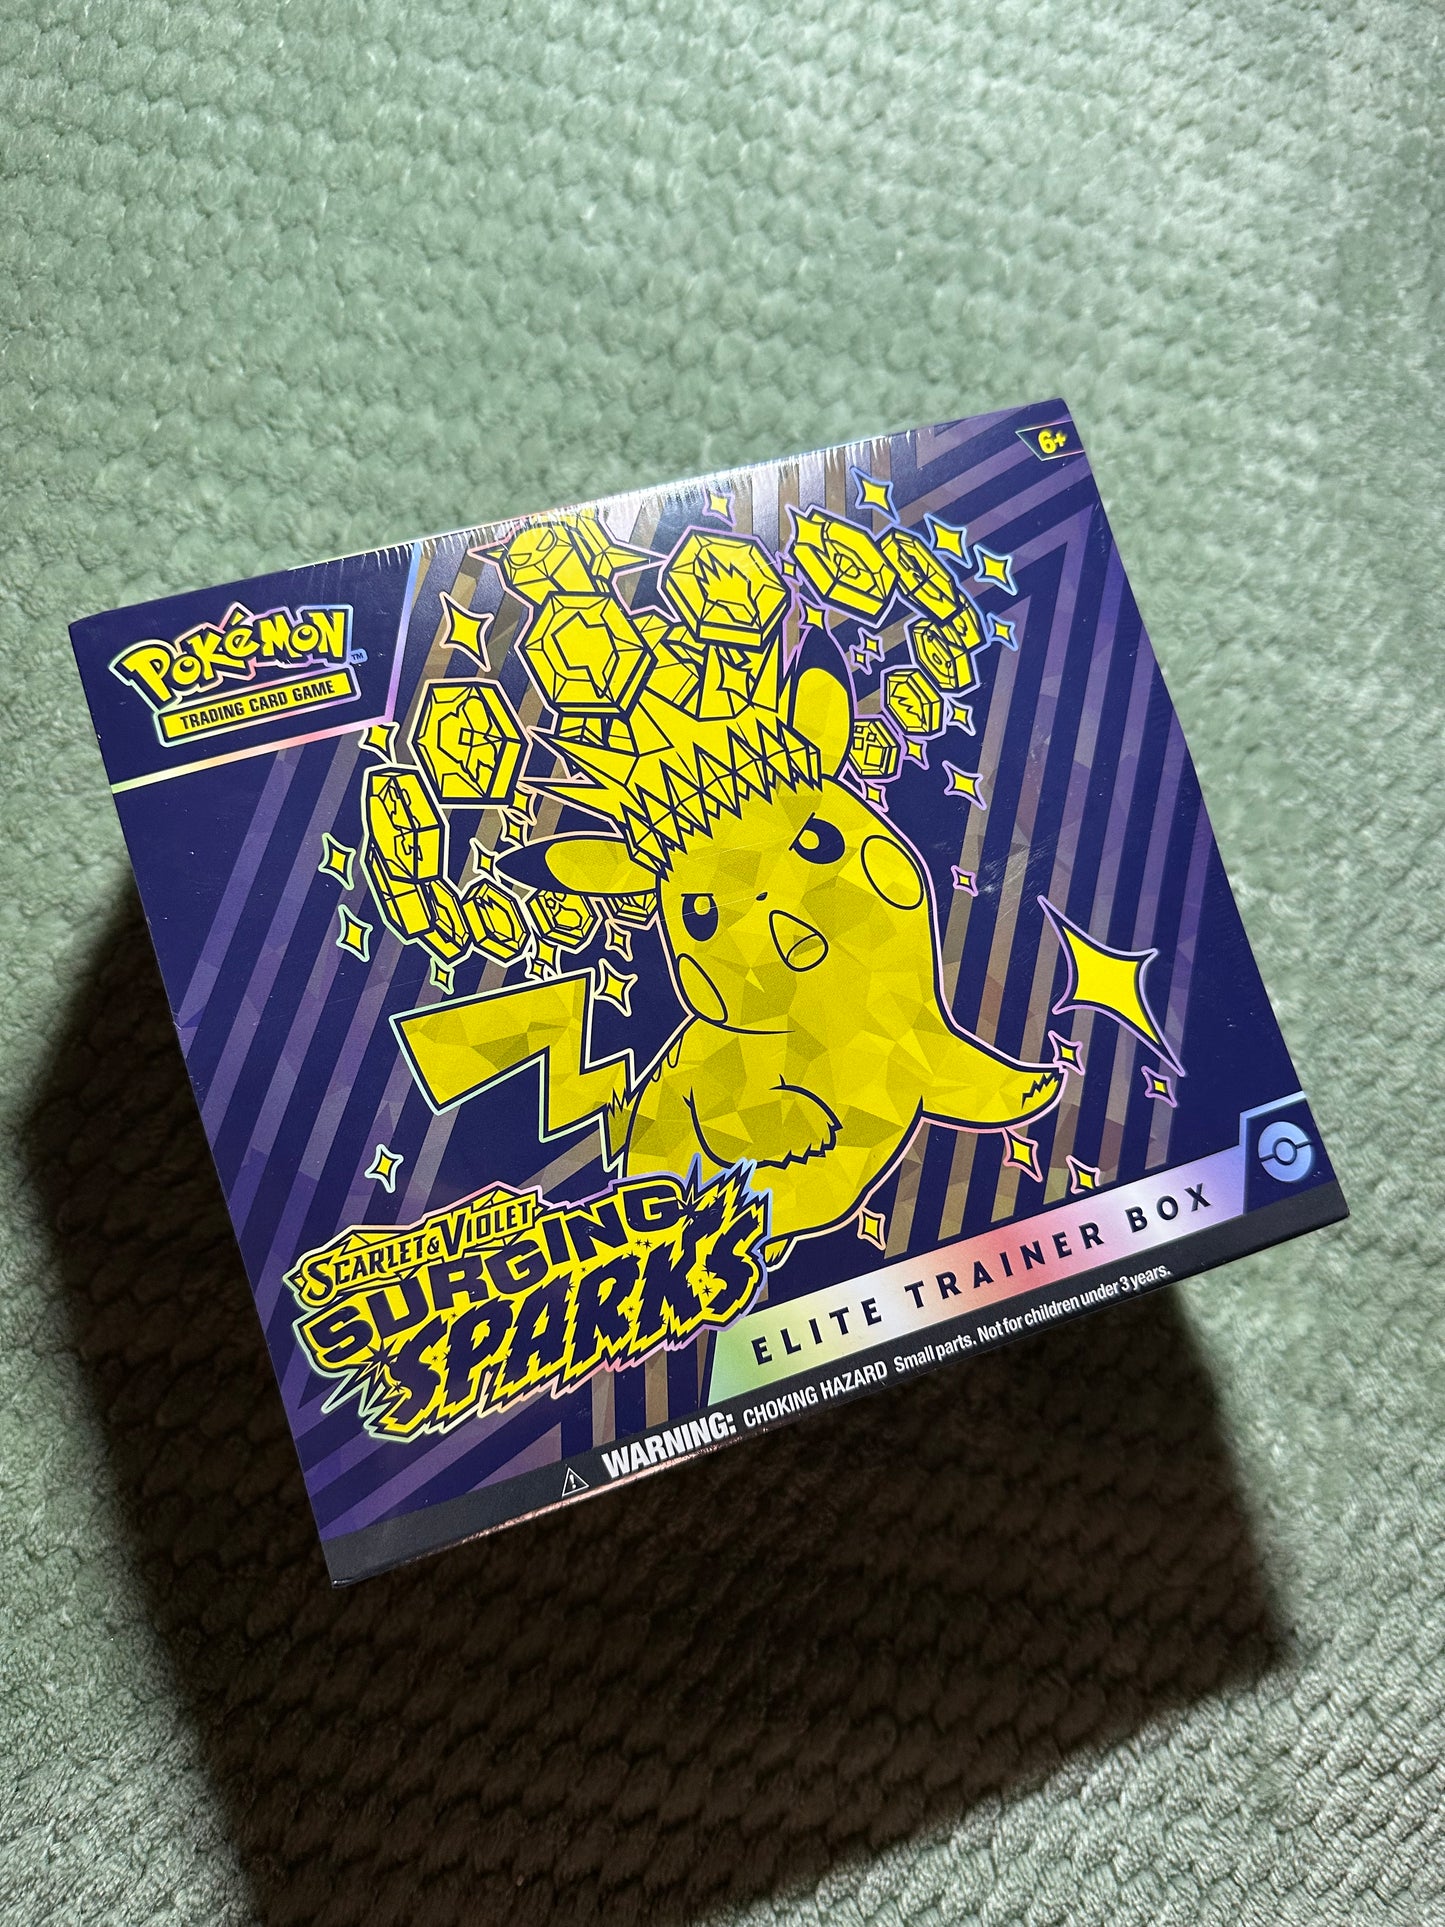 6+
POKéMON™
TRADING CARD GAME
SCARLET & VIOLET
SURGING
SPARKS
ELITE TRAINER BOX
WARNING: CHOKING HAZARD Small parts. Not for children under 3 years.